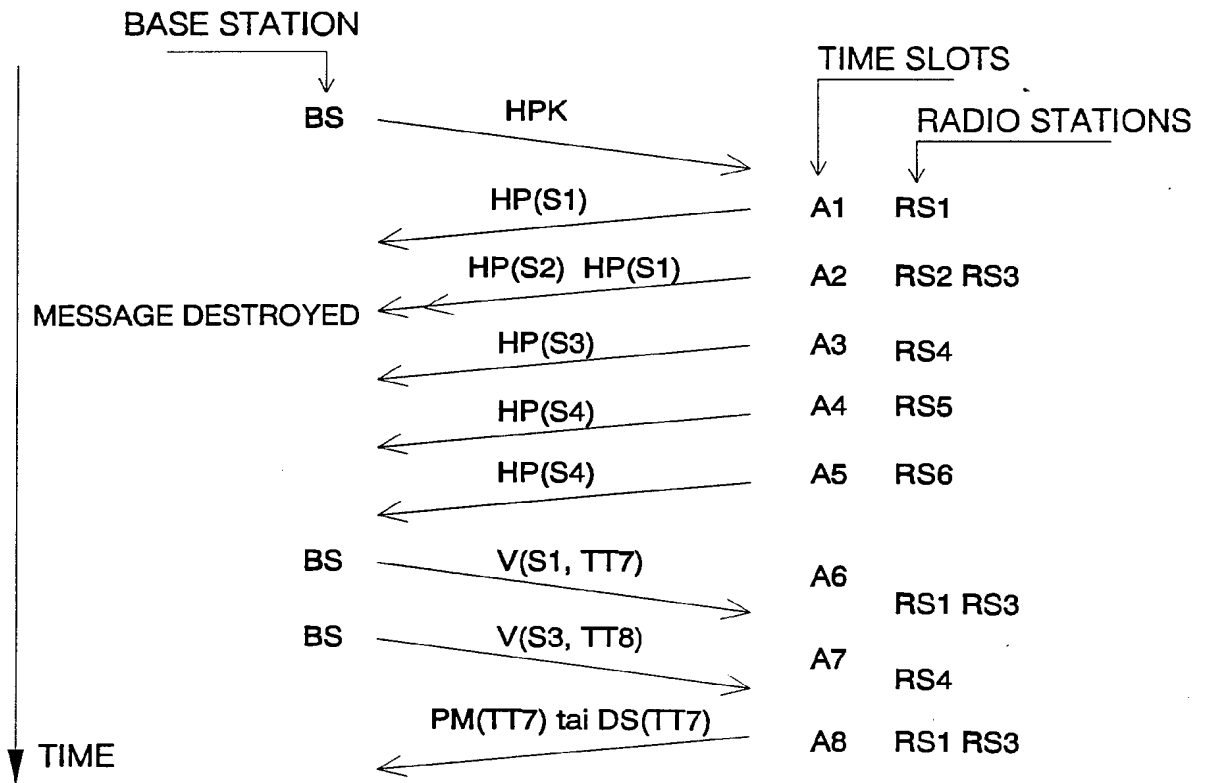 BASE STATION
TIME SLOTS
BS HPK
RADIO STATIONS
HP(S1) A1 RS1
HP(S2) HP(S1) A2 RS2 RS3
MESSAGE DESTROYED
HP(S3) A3 RS4
HP(S4) A4 RS5
HP(S4) A5 RS6
BS V(S1, TT7) A6 RS1 RS3
BS V(S3, TT8) A7 RS4
PM(TT7) tai DS(TT7) A8 RS1 RS3
TIME